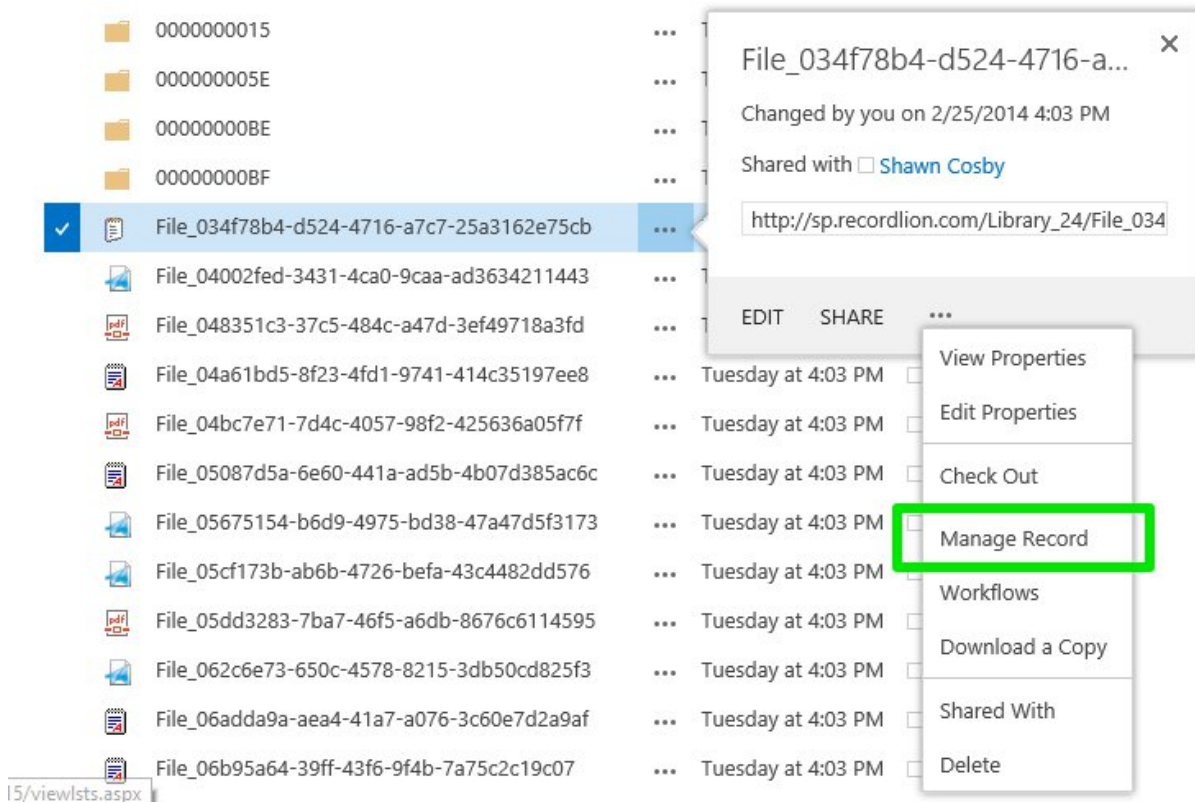 0000000015 ...
000000005E ...
00000000BE ...
00000000BF ...
File_034f78b4-d524-4716-a7c7-25a3162e75cb ...
File_04002fed-3431-4ca0-9caa-ad3634211443 ...
File_048351c3-37c5-484c-a47d-3ef49718a3fd ...
File_04a61bd5-8f23-4fd1-9741-414c35197ee8 ... Tuesday at 4:03 PM
File_04bc7e71-7d4c-4057-98f2-425636a05f7f ... Tuesday at 4:03 PM
File_05087d5a-6e60-441a-ad5b-4b07d385ac6c ... Tuesday at 4:03 PM
File_05675154-b6d9-4975-bd38-47a47d5f3173 ... Tuesday at 4:03 PM
File_05cf173b-ab6b-4726-befa-43c4482dd576 ... Tuesday at 4:03 PM
File_05dd3283-7ba7-46f5-a6db-8676c6114595 ... Tuesday at 4:03 PM
File_062c6e73-650c-4578-8215-3db50cd825f3 ... Tuesday at 4:03 PM
File_06adda9a-aea4-41a7-a076-3c60e7d2a9af ... Tuesday at 4:03 PM
File_06b95a64-39ff-43f6-9f4b-7a75c2c19c07 ... Tuesday at 4:03 PM
15/viewlsts.aspx
File_034f78b4-d524-4716-a...
Changed by you on 2/25/2014 4:03 PM
Shared with Shawn Cosby
http://sp.recordlion.com/Library_24/File_034
EDIT SHARE ...
View Properties
Edit Properties
Check Out
Manage Record
Workflows
Download a Copy
Shared With
Delete